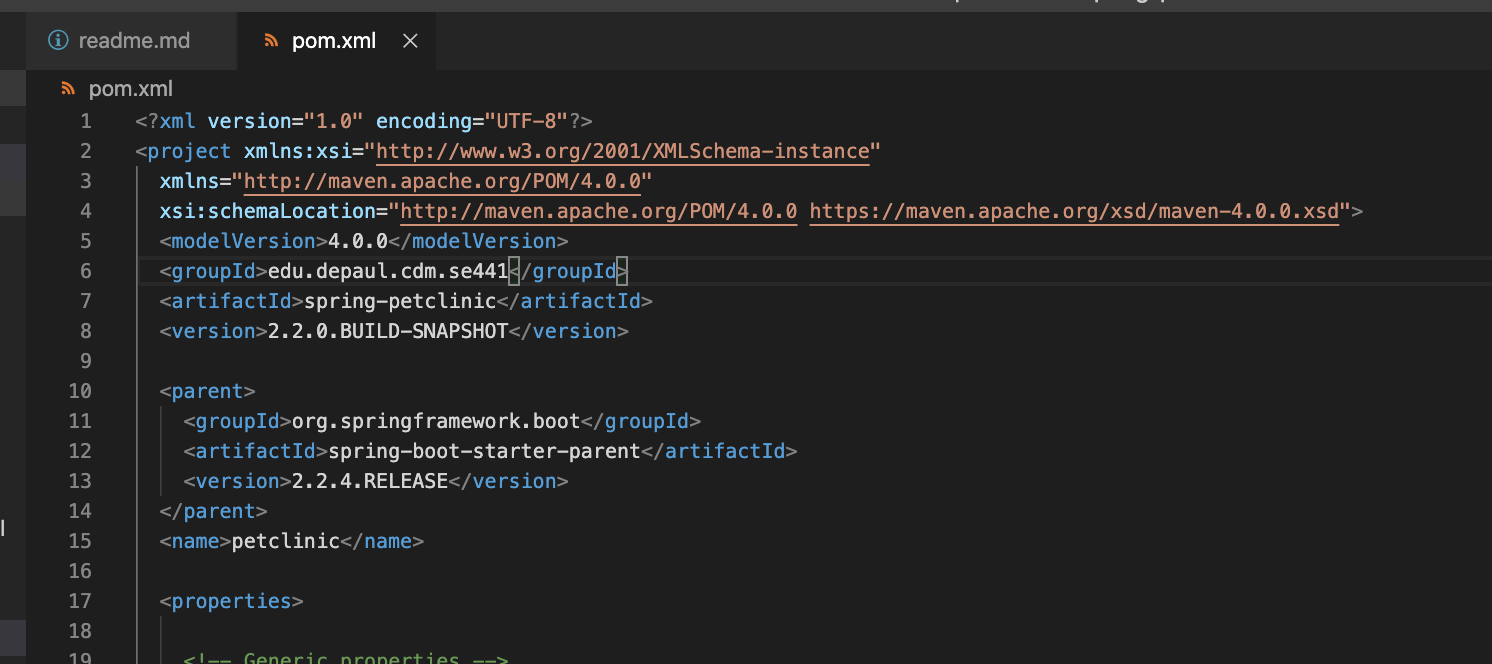 readme.md pom.xml
pom.xml
1 <?xml version="1.0" encoding="UTF-8"?>
2 <project xmlns:xsi="http://www.w3.org/2001/XMLSchema-instance"
3 xmlns="http://maven.apache.org/POM/4.0.0"
4 xsi:schemaLocation="http://maven.apache.org/POM/4.0.0 https://maven.apache.org/xsd/maven-4.0.0.xsd">
5 <modelVersion>4.0.0</modelVersion>
6 <groupId>edu.depaul.cdm.se441</groupId>
7 <artifactId>spring-petclinic</artifactId>
8 <version>2.2.0.BUILD-SNAPSHOT</version>
9
10 <parent>
11 <groupId>org.springframework.boot</groupId>
12 <artifactId>spring-boot-starter-parent</artifactId>
13 <version>2.2.4.RELEASE</version>
14 </parent>
15 <name>petclinic</name>
16
17 <properties>
18
19 <!-- Generic properties -->